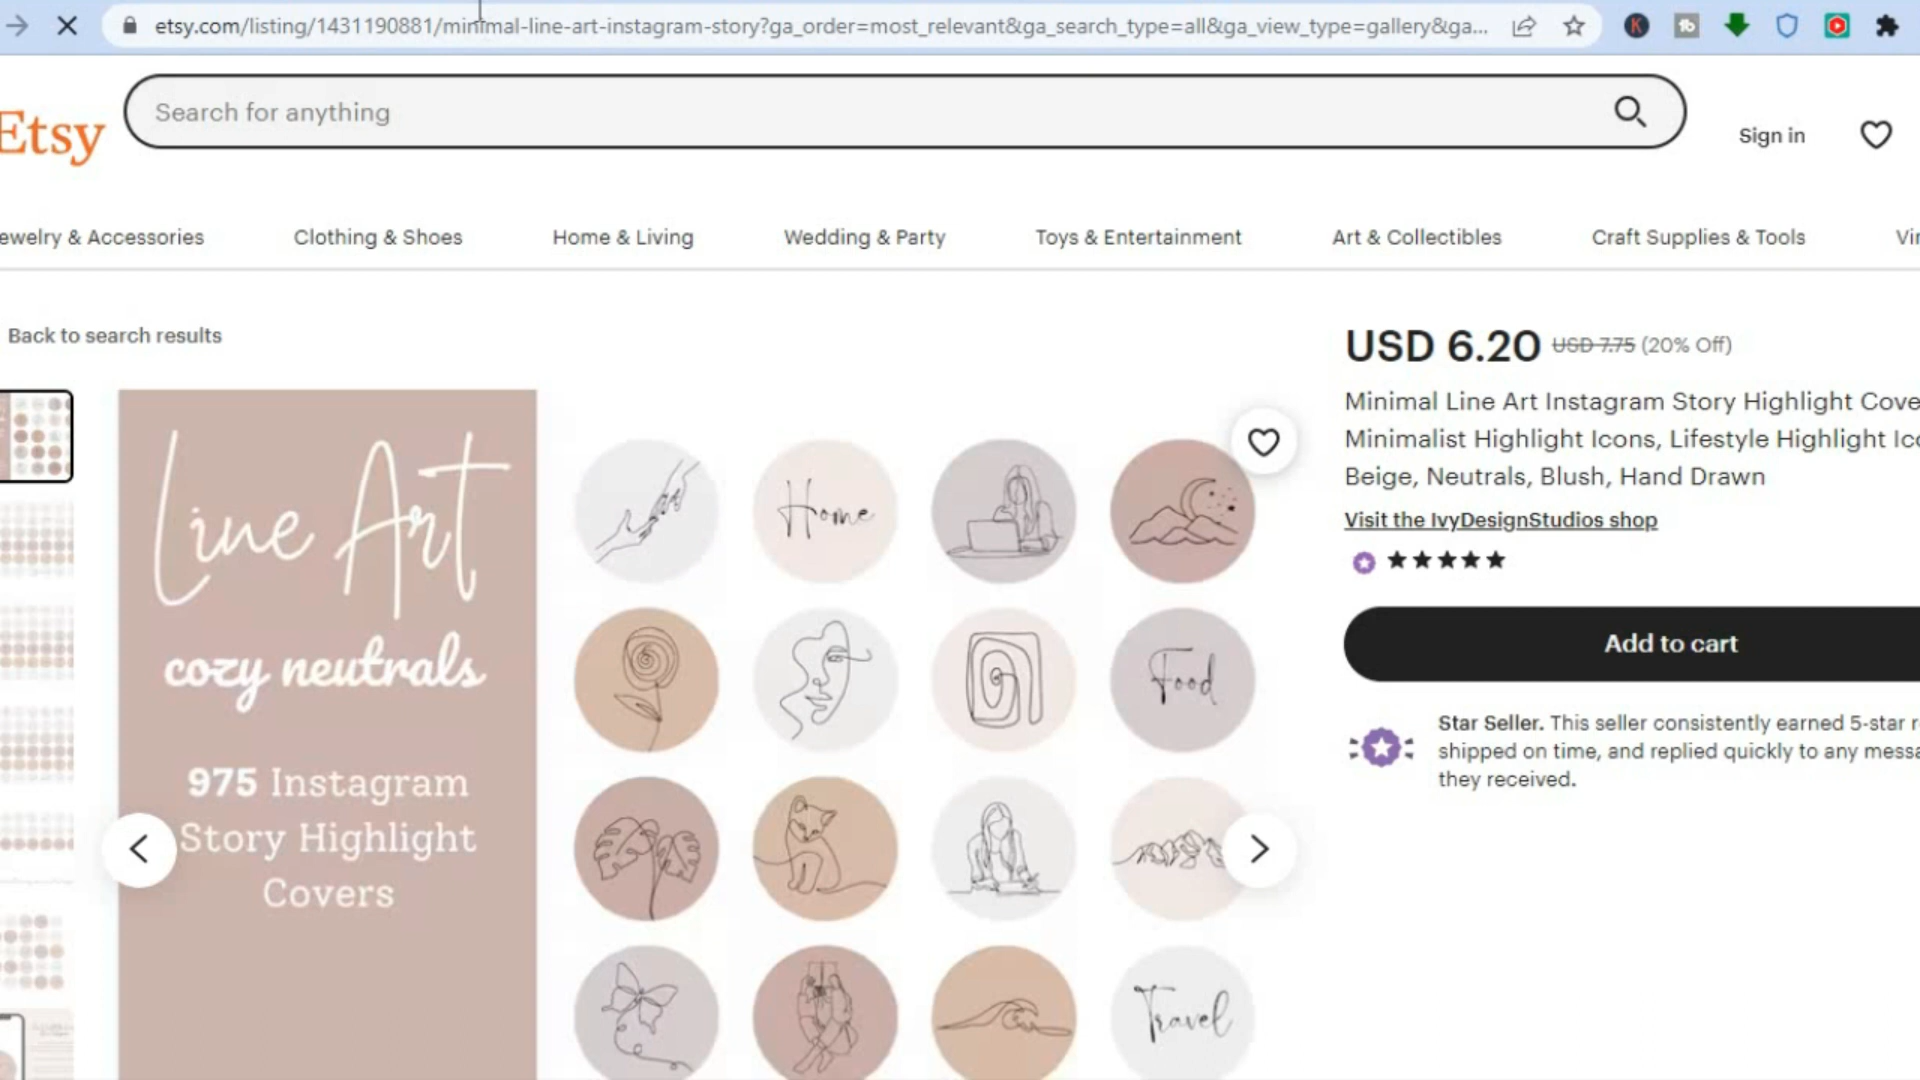 etsy.com/listing/1431190881/minimal-line-art-instagram-story?ga_order=most_relevant&ga_search_type=all&ga_view_type=gallery&ga...
Etsy
Search for anything
Sign in
ewelry & Accessories
Clothing & Shoes
Home & Living
Wedding & Party
Toys & Entertainment
Art & Collectibles
Craft Supplies & Tools
Vin
Back to search results
Line Art
cozy neutrals
975 Instagram
Story Highlight
Covers
Home
Food
Travel
USD 6.20 USD 7.75 (20% Off)
Minimal Line Art Instagram Story Highlight Cove
Minimalist Highlight Icons, Lifestyle Highlight Ico
Beige, Neutrals, Blush, Hand Drawn
Visit the IvyDesignStudios shop
Add to cart
Star Seller. This seller consistently earned 5-star r
shipped on time, and replied quickly to any messa
they received.